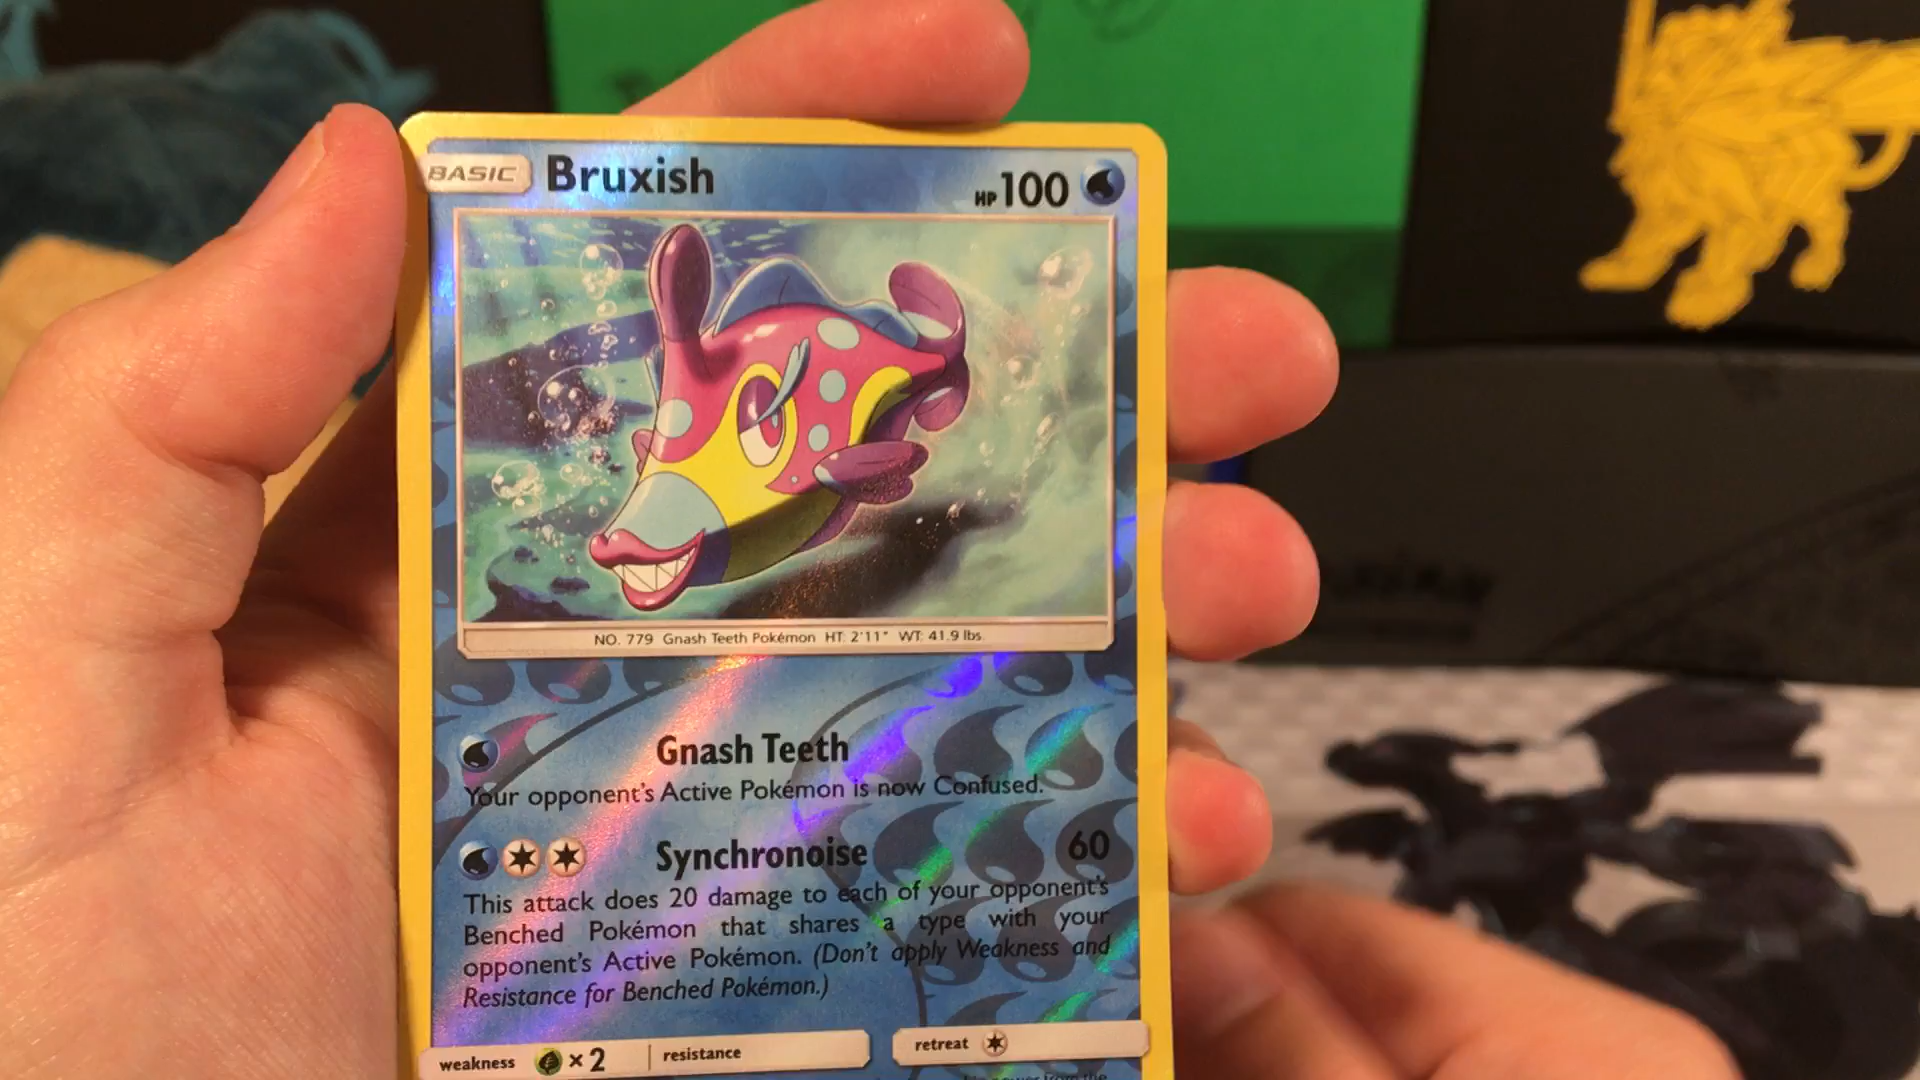 BASIC Bruxish HP 100
NO. 779 Gnash Teeth Pokémon HT: 2'11" WT: 41.9 lbs.
Gnash Teeth
Your opponent's Active Pokémon is now Confused.
Synchronoise 60
This attack does 20 damage to each of your opponent's
Benched Pokémon that shares a type with your
opponent's Active Pokémon. (Don't apply Weakness and
Resistance for Benched Pokémon.)
weakness ×2 resistance retreat